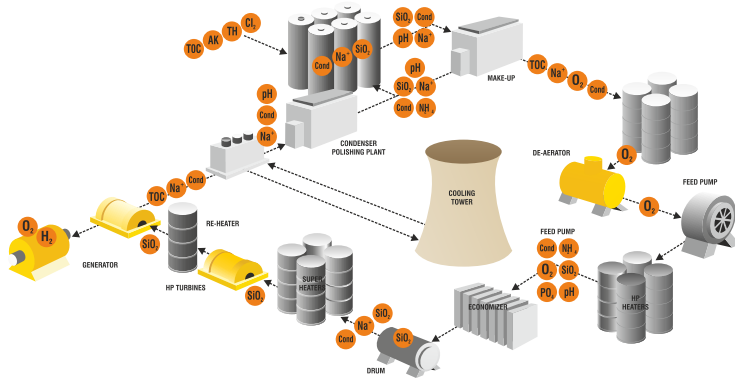 TOC
AK
TH
Cl2
Cond
Na+
SiO2
SiO2
Cond
pH
Na+
pH
SiO2
Na+
Cond
NH4
MAKE-UP
TOC
Na+
O2
Cond
pH
Cond
Na+
CONDENSER
POLISHING PLANT
COOLING
TOWER
DE-AERATOR
O2
O2
FEED PUMP
TOC
Na+
Cond
O2
H2
GENERATOR
SiO2
RE-HEATER
HP TURBINES
SiO2
SUPER
HEATERS
Cond
Na+
SiO2
SiO2
DRUM
ECONOMIZER
FEED PUMP
Cond
NH4
O2
SiO2
PO4
pH
HP
HEATERS